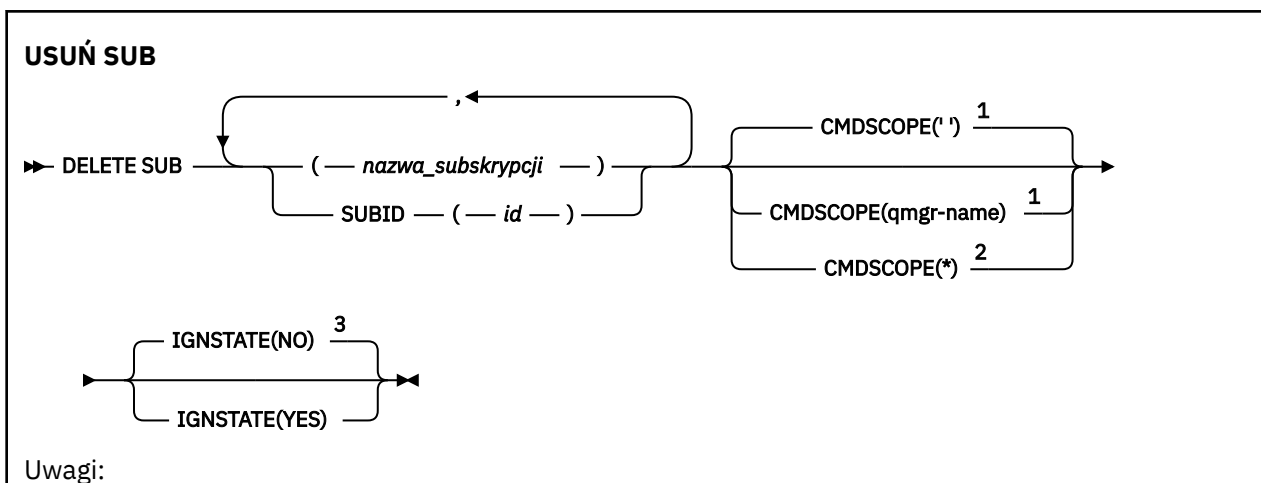 USUŃ SUB
,
CMDSCOPE(' ') 1
DELETE SUB ( nazwa_subskrypcji )
SUBID ( id )
CMDSCOPE(qmgr-name) 1
CMDSCOPE(*) 2
IGNSTATE(NO) 3
IGNSTATE(YES)
Uwagi: